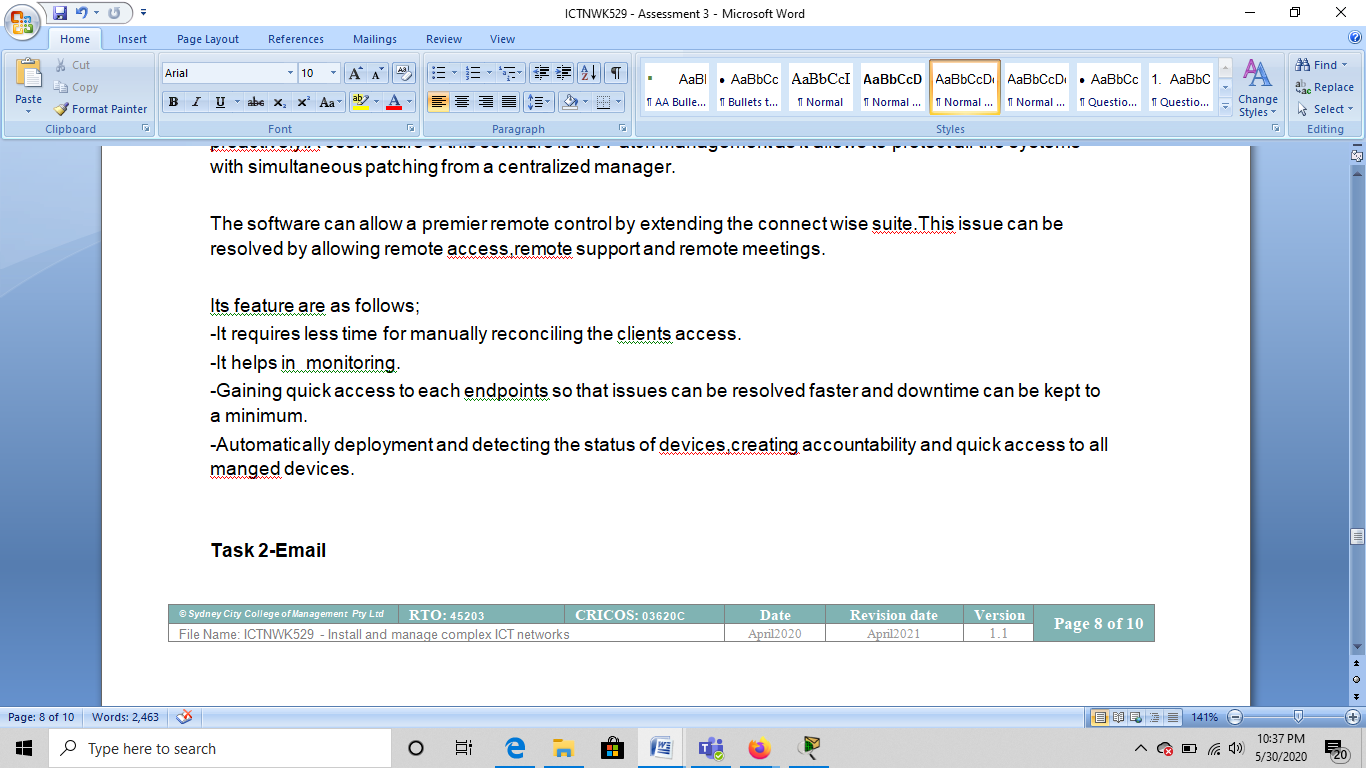 ICTNWK529 - Assessment 3 - Microsoft Word
Home Insert Page Layout References Mailings Review View
Paste
Cut
Copy
Format Painter
Clipboard
Arial 10
B I U abc x₂ x² Aa
Font
Paragraph
AaBl AaBbCc AaBbCcI AaBbCcD AaBbCcDı AaBbCcDı AaBbCc 1. AaBbC
¶ AA Bulle... ¶ Bullets t... ¶ Normal ¶ Normal ... ¶ Normal ... ¶ Normal ... ¶ Questio... ¶ Questio...
Change Styles
Styles
Find
Replace
Select
Editing
with simultaneous patching from a centralized manager.
The software can allow a premier remote control by extending the connect wise suite.This issue can be
resolved by allowing remote access,remote support and remote meetings.
Its feature are as follows;
-It requires less time for manually reconciling the clients access.
-It helps in monitoring.
-Gaining quick access to each endpoints so that issues can be resolved faster and downtime can be kept to
a minimum.
-Automatically deployment and detecting the status of devices,creating accountability and quick access to all
manged devices.
Task 2-Email
© Sydney City College of Management Pty Ltd RTO: 45203 CRICOS: 03620C Date Revision date Version Page 8 of 10
File Name: ICTNWK529 - Install and manage complex ICT networks April2020 April2021 1.1
Page: 8 of 10 Words: 2,463 141%
Type here to search
10:37 PM
5/30/2020
20